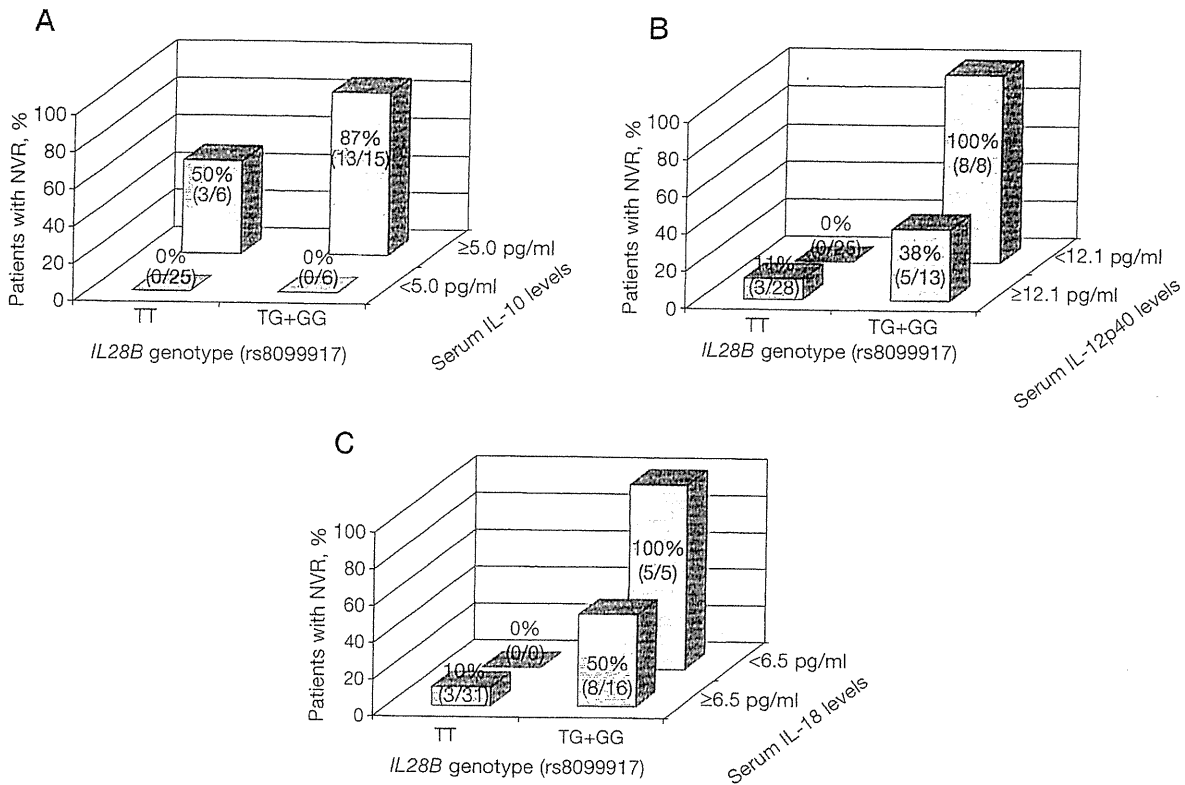 A
Patients with NVR, %
100
80
60
40
20
0
87%
(13/15)
50%
(3/6)
0%
(0/25)
0%
(0/6)
≥5.0 pg/ml
<5.0 pg/ml
TT
TG+GG
IL28B genotype (rs8099917)
Serum IL-10 levels
B
Patients with NVR, %
100
80
60
40
20
0
100%
(8/8)
0%
11%
(3/28)
38%
(5/13)
<12.1 pg/ml
≥12.1 pg/ml
TT
TG+GG
IL28B genotype (rs8099917)
Serum IL-12p40 levels
C
Patients with NVR, %
100
80
60
40
20
0
100%
(5/5)
0%
(0/0)
10%
(3/31)
50%
(8/16)
<6.5 pg/ml
≥6.5 pg/ml
TT
TG+GG
IL28B genotype (rs8099917)
Serum IL-18 levels